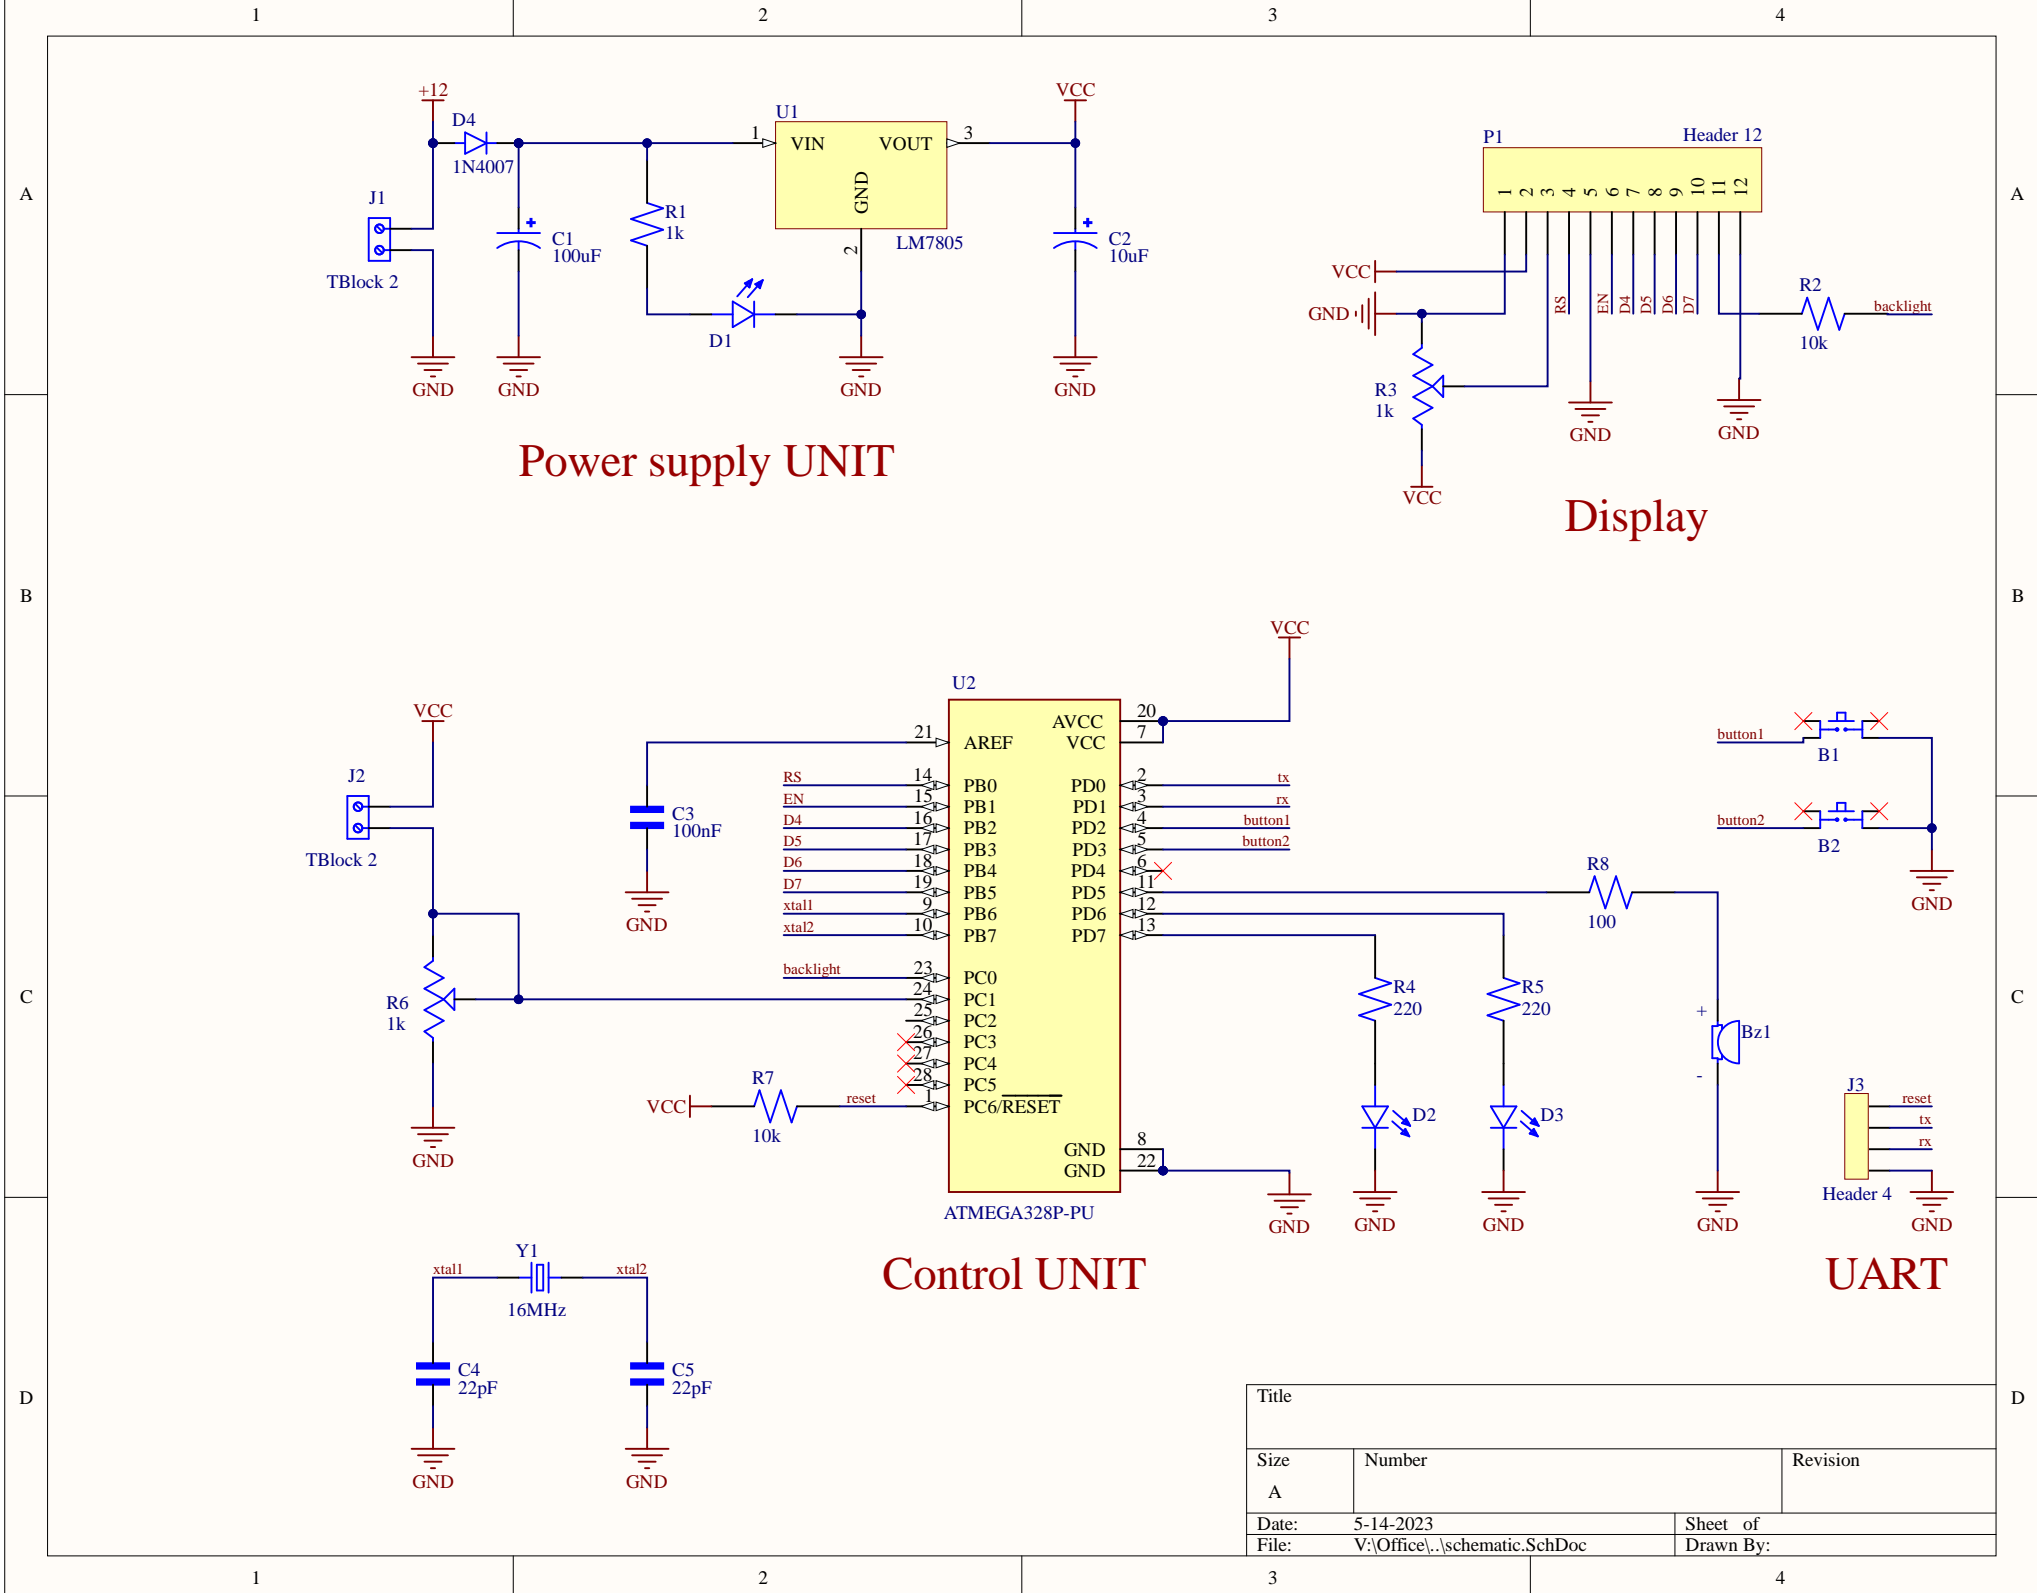 1 2 3 4
A A
B B
C C
D D
+12
D4
1N4007
J1
TBlock 2
GND
C1
100uF
GND
R1
1k
D1
U1
1 VIN VOUT 3
GND
2
LM7805
GND
VCC
C2
10uF
GND
Power supply UNIT
P1 Header 12
1 2 3 4 5 6 7 8 9 10 11 12
VCC
GND
RS EN D4 D5 D6 D7
R2
10k
backlight
R3
1k
VCC
GND
GND
Display
VCC
J2
TBlock 2
R6
1k
GND
C3
100nF
GND
U2
VCC
21 AREF
RS 14 PB0
EN 15 PB1
D4 16 PB2
D5 17 PB3
D6 18 PB4
D7 19 PB5
xtal1 9 PB6
xtal2 10 PB7
backlight 23 PC0
24 PC1
25 PC2
26 PC3
27 PC4
28 PC5
VCC R7 reset 1 PC6/RESET
10k
AVCC 20
VCC 7
PD0 2 tx
PD1 3 rx
PD2 4 button1
PD3 5 button2
PD4 6
PD5 11
PD6 12
PD7 13
GND 8
GND 22
GND
ATMEGA328P-PU
R4
220
D2
GND
R5
220
D3
GND
R8
100
+
Bz1
-
GND
button1
B1
button2
B2
GND
J3
reset
tx
rx
Header 4
GND
Control UNIT
UART
Y1
xtal1 xtal2
16MHz
C4
22pF
GND
C5
22pF
GND
Title
Size Number Revision
A
Date: 5-14-2023 Sheet of
File: V:\Office\..\schematic.SchDoc Drawn By:
1 2 3 4